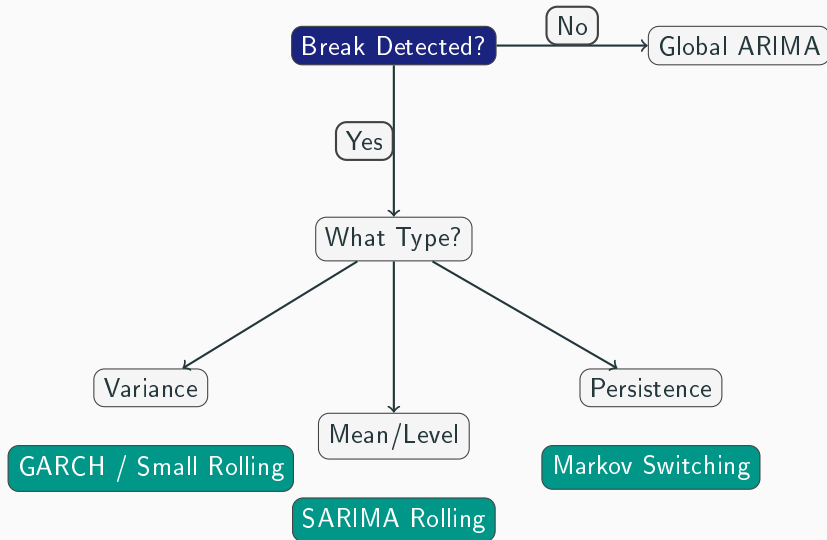 Break Detected?
No
Global ARIMA
Yes
What Type?
Variance
Mean/Level
Persistence
GARCH / Small Rolling
SARIMA Rolling
Markov Switching